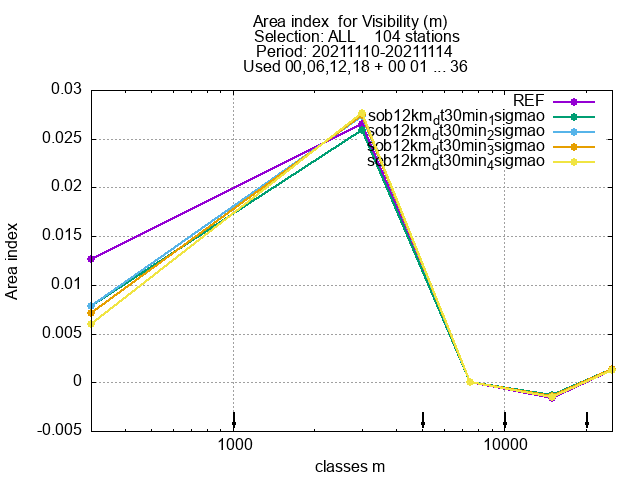 Area index  for Visibility (m)
Selection: ALL    104 stations
Period: 20211110-20211114
Used 00,06,12,18 + 00 01 ... 36
0.03
0.025
0.02
0.015
0.01
0.005
0
-0.005
Area index
REF
sob12km_dt30min_1sigmao
sob12km_dt30min_2sigmao
sob12km_dt30min_3sigmao
sob12km_dt30min_4sigmao
1000
10000
classes m